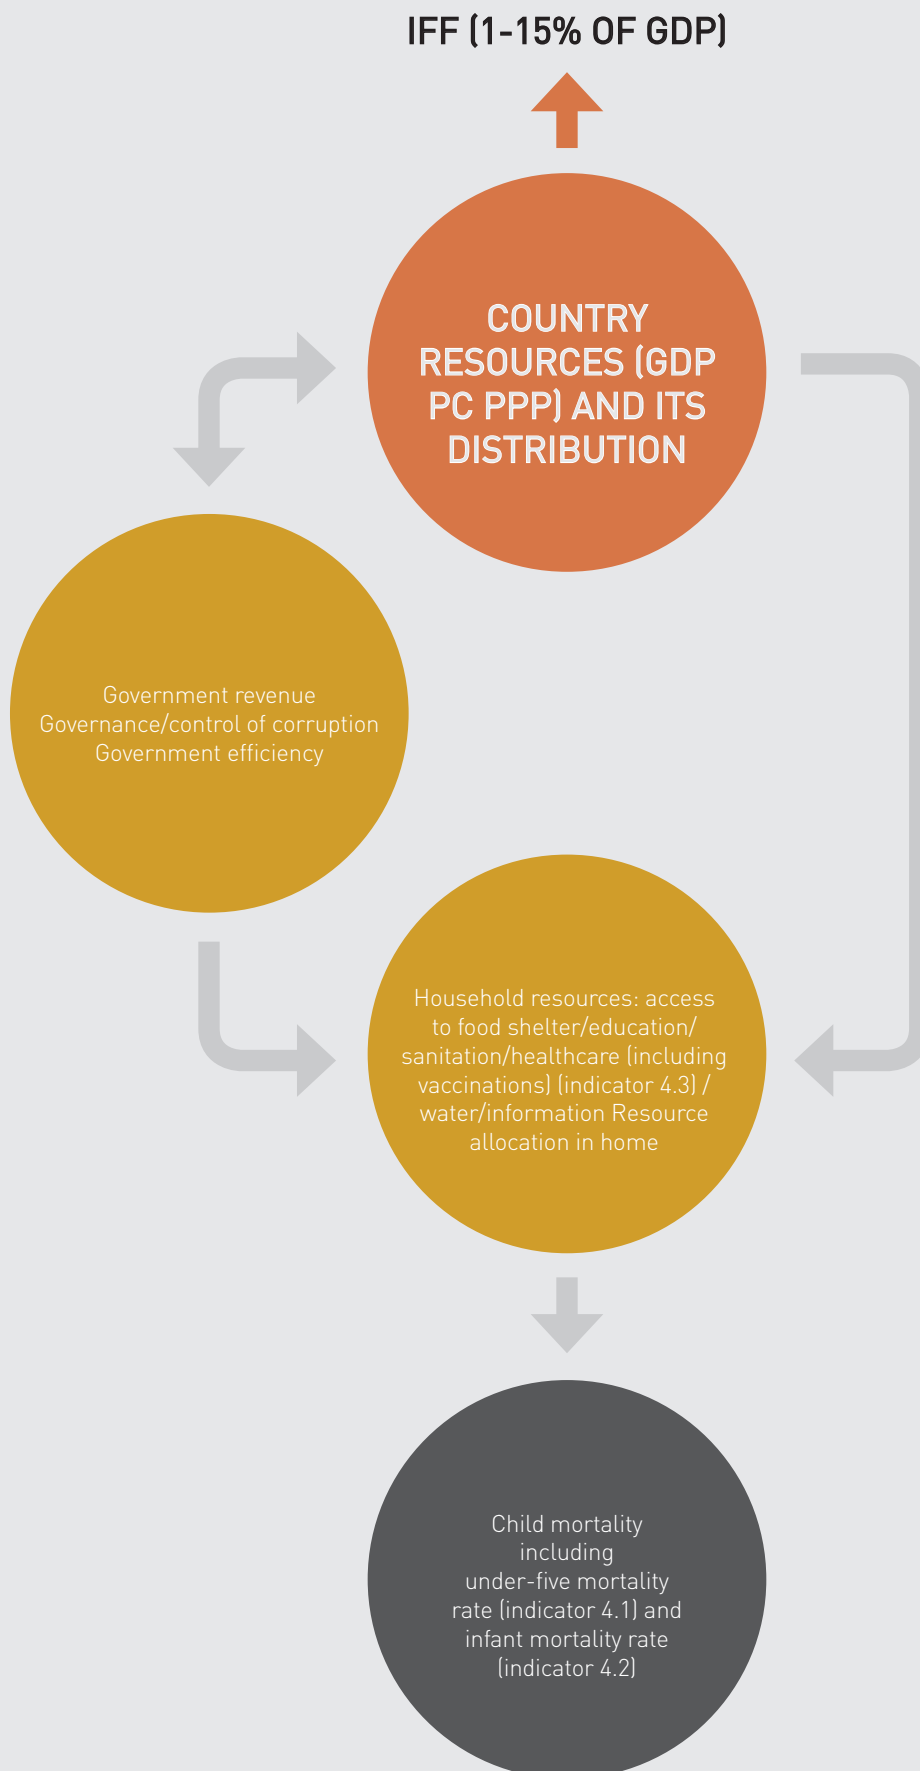 IFF (1-15% OF GDP)
COUNTRY
RESOURCES (GDP
PC PPP) AND ITS
DISTRIBUTION
Government revenue
Governance/control of corruption
Government efficiency
Household resources: access
to food shelter/education/
sanitation/healthcare (including
vaccinations) (indicator 4.3) /
water/information Resource
allocation in home
Child mortality
including
under-five mortality
rate (indicator 4.1) and
infant mortality rate
(indicator 4.2)